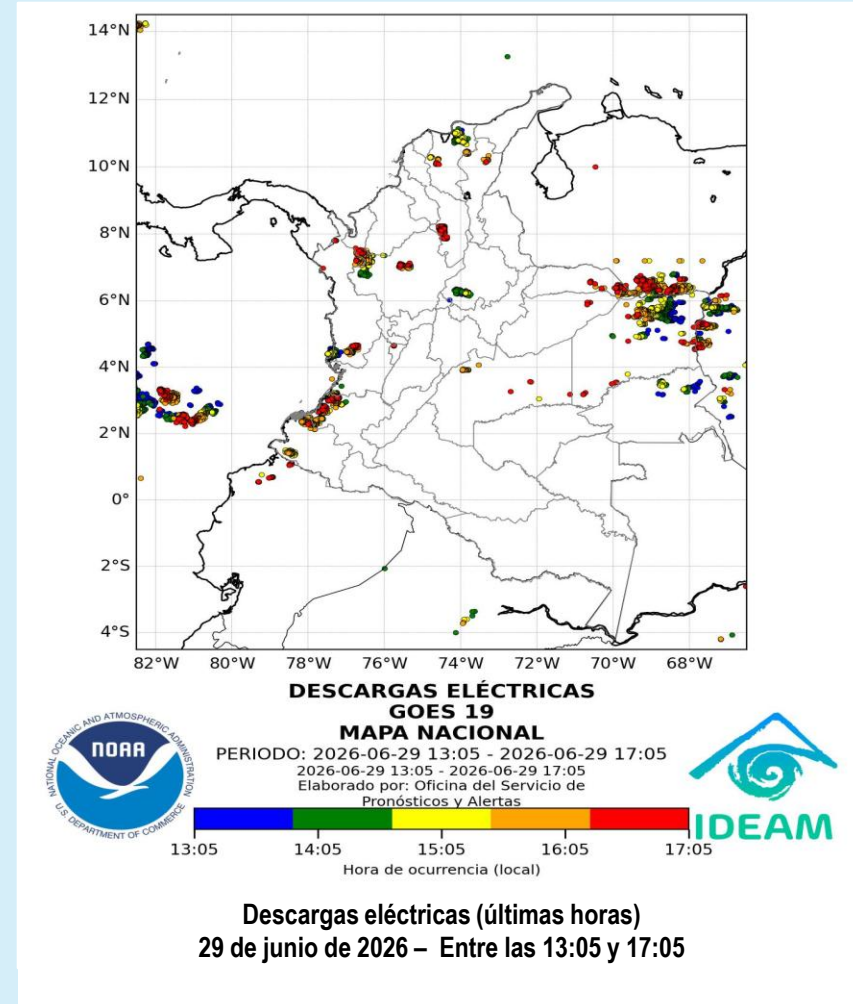 14°N
12°N
10°N
8°N
6°N
4°N
2°N
0°
2°S
4°S
82°W 80°W 78°W 76°W 74°W 72°W 70°W 68°W
DESCARGAS ELÉCTRICAS
GOES 19
MAPA NACIONAL
PERIODO: 2026-06-29 13:05 - 2026-06-29 17:05
2026-06-29 13:05 - 2026-06-29 17:05
Elaborado por: Oficina del Servicio de
Pronósticos y Alertas
NATIONAL OCEANIC AND ATMOSPHERIC ADMINISTRATION
NOAA
U.S. DEPARTMENT OF COMMERCE
IDEAM
13:05 14:05 15:05 16:05 17:05
Hora de ocurrencia (local)
Descargas eléctricas (últimas horas)
29 de junio de 2026 – Entre las 13:05 y 17:05